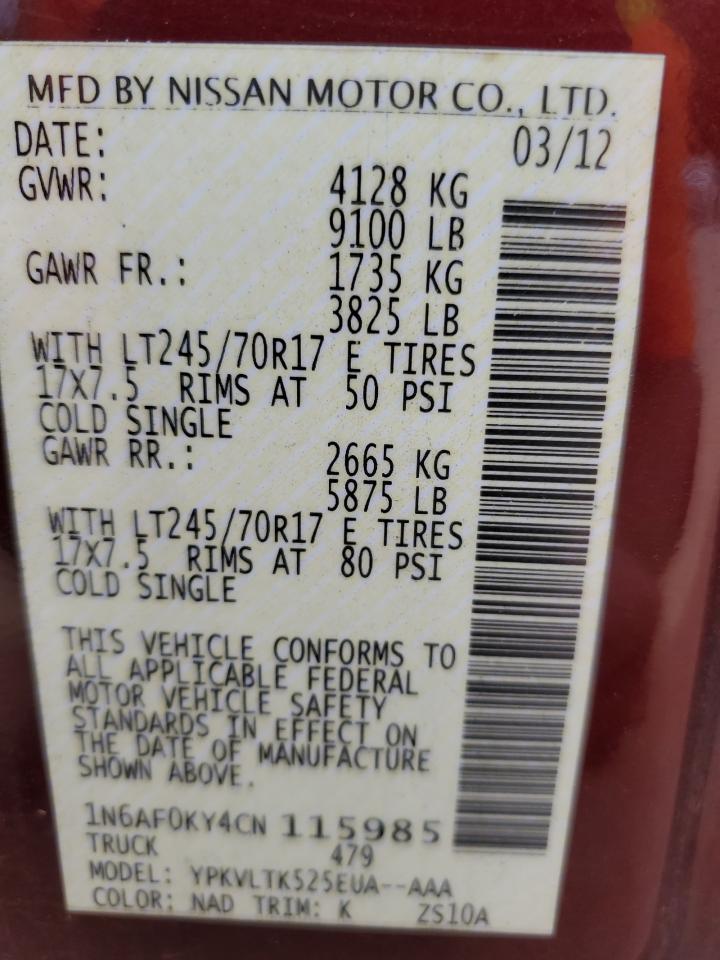 MFD BY NISSAN MOTOR CO., LTD.
DATE: 03/12
GVWR: 4128 KG
9100 LB
GAWR FR.: 1735 KG
3825 LB
WITH LT245/70R17 E TIRES
17X7.5 RIMS AT 50 PSI
COLD SINGLE
GAWR RR.: 2665 KG
5875 LB
WITH LT245/70R17 E TIRES
17X7.5 RIMS AT 80 PSI
COLD SINGLE
THIS VEHICLE CONFORMS TO
ALL APPLICABLE FEDERAL
MOTOR VEHICLE SAFETY
STANDARDS IN EFFECT ON
THE DATE OF MANUFACTURE
SHOWN ABOVE.
1N6AF0KY4CN 115985
TRUCK 479
MODEL: YPKVLTK525EUA--AAA
COLOR: NAD TRIM: K ZS10A